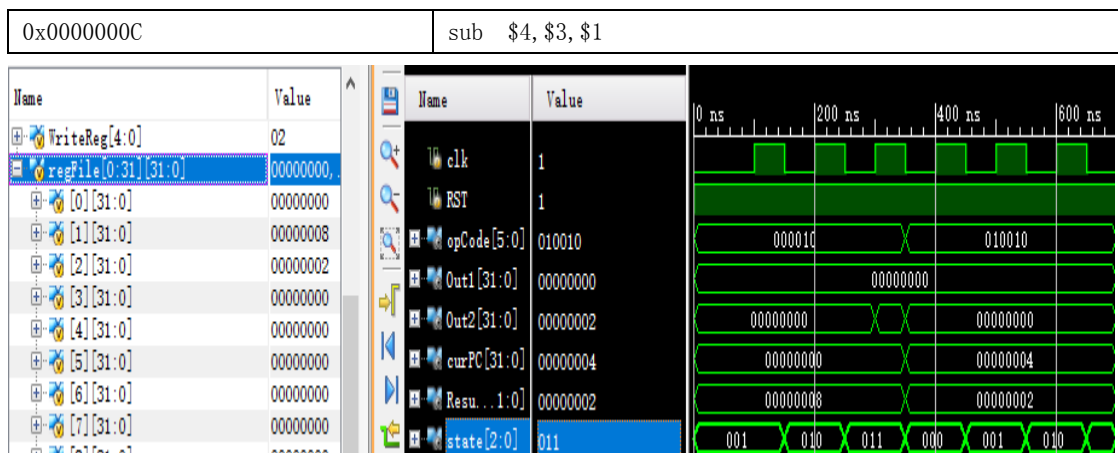 0x0000000C sub $4,$3,$1
Name Value
WriteReg[4:0] 02
regFile[0:31][31:0] 00000000,
[0][31:0] 00000000
[1][31:0] 00000008
[2][31:0] 00000002
[3][31:0] 00000000
[4][31:0] 00000000
[5][31:0] 00000000
[6][31:0] 00000000
[7][31:0] 00000000
Name Value
clk 1
RST 1
opCode[5:0] 010010
Out1[31:0] 00000000
Out2[31:0] 00000002
curPC[31:0] 00000004
Resu...1:0] 00000002
state[2:0] 011
0 ns 200 ns 400 ns 600 ns
000010 010010
00000000
00000000 00000000
00000000 00000004
00000008 00000002
001 010 011 000 001 010